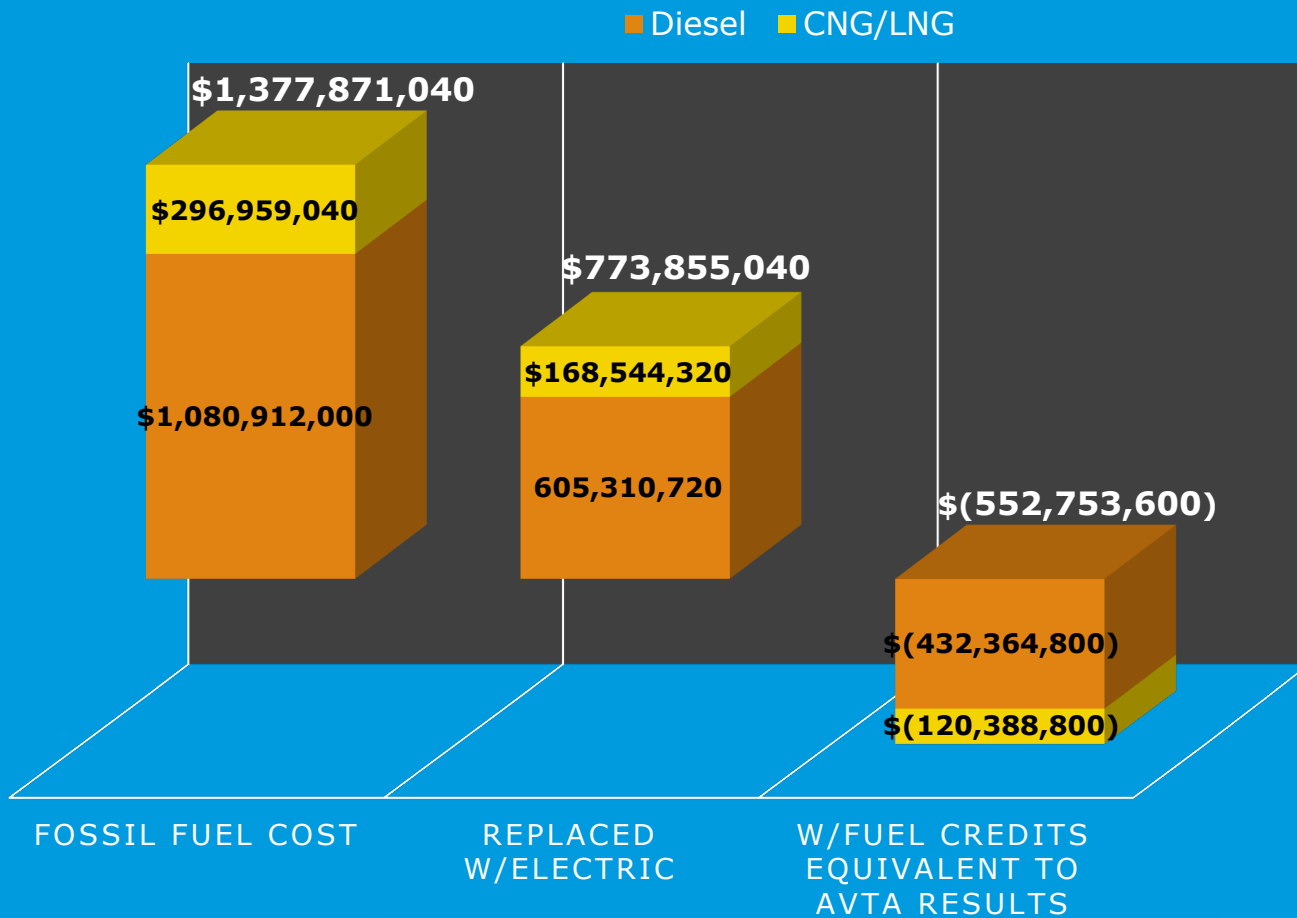 Diesel CNG/LNG
$1,377,871,040
$296,959,040
$1,080,912,000
$773,855,040
$168,544,320
605,310,720
$(552,753,600)
$(432,364,800)
$(120,388,800)
FOSSIL FUEL COST
REPLACED
W/ELECTRIC
W/FUEL CREDITS
EQUIVALENT TO
AVTA RESULTS